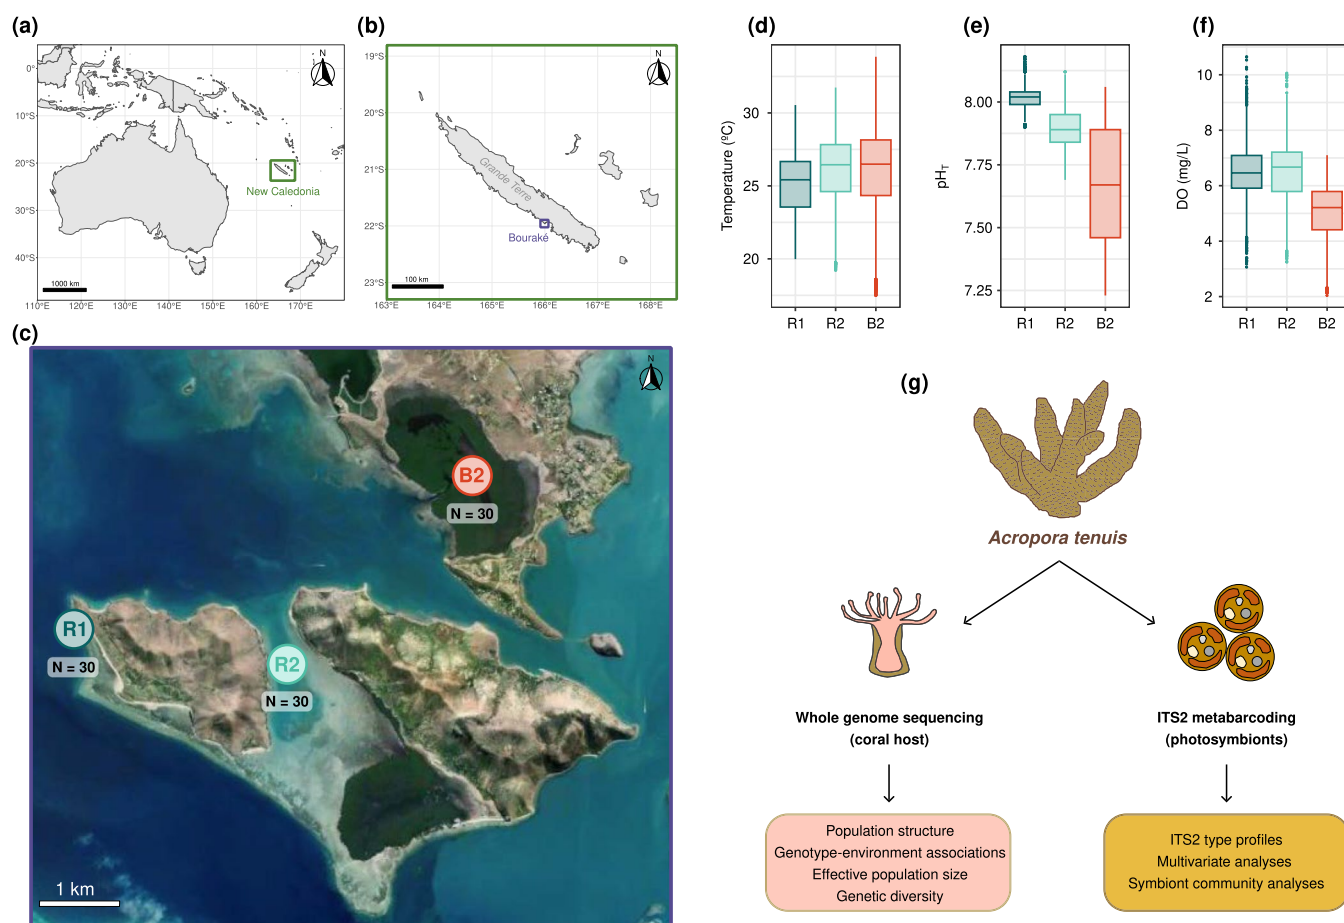 (a)
N
0°
10°S
20°S
30°S
40°S
New Caledonia
1000 km
110°E 120°E 130°E 140°E 150°E 160°E 170°E
(b)
N
19°S
20°S
21°S
22°S
23°S
Grande Terre
Bouraké
100 km
163°E 164°E 165°E 166°E 167°E 168°E
(c)
N
B2
N = 30
R1
N = 30
R2
N = 30
1 km
(d)
Temperature (ºC)
30
25
20
R1 R2 B2
(e)
pHT
8.00
7.75
7.50
7.25
R1 R2 B2
(f)
DO (mg/L)
10
8
6
4
2
R1 R2 B2
(g)
Acropora tenuis
Whole genome sequencing
(coral host)
ITS2 metabarcoding
(photosymbionts)
Population structure
Genotype-environment associations
Effective population size
Genetic diversity
ITS2 type profiles
Multivariate analyses
Symbiont community analyses